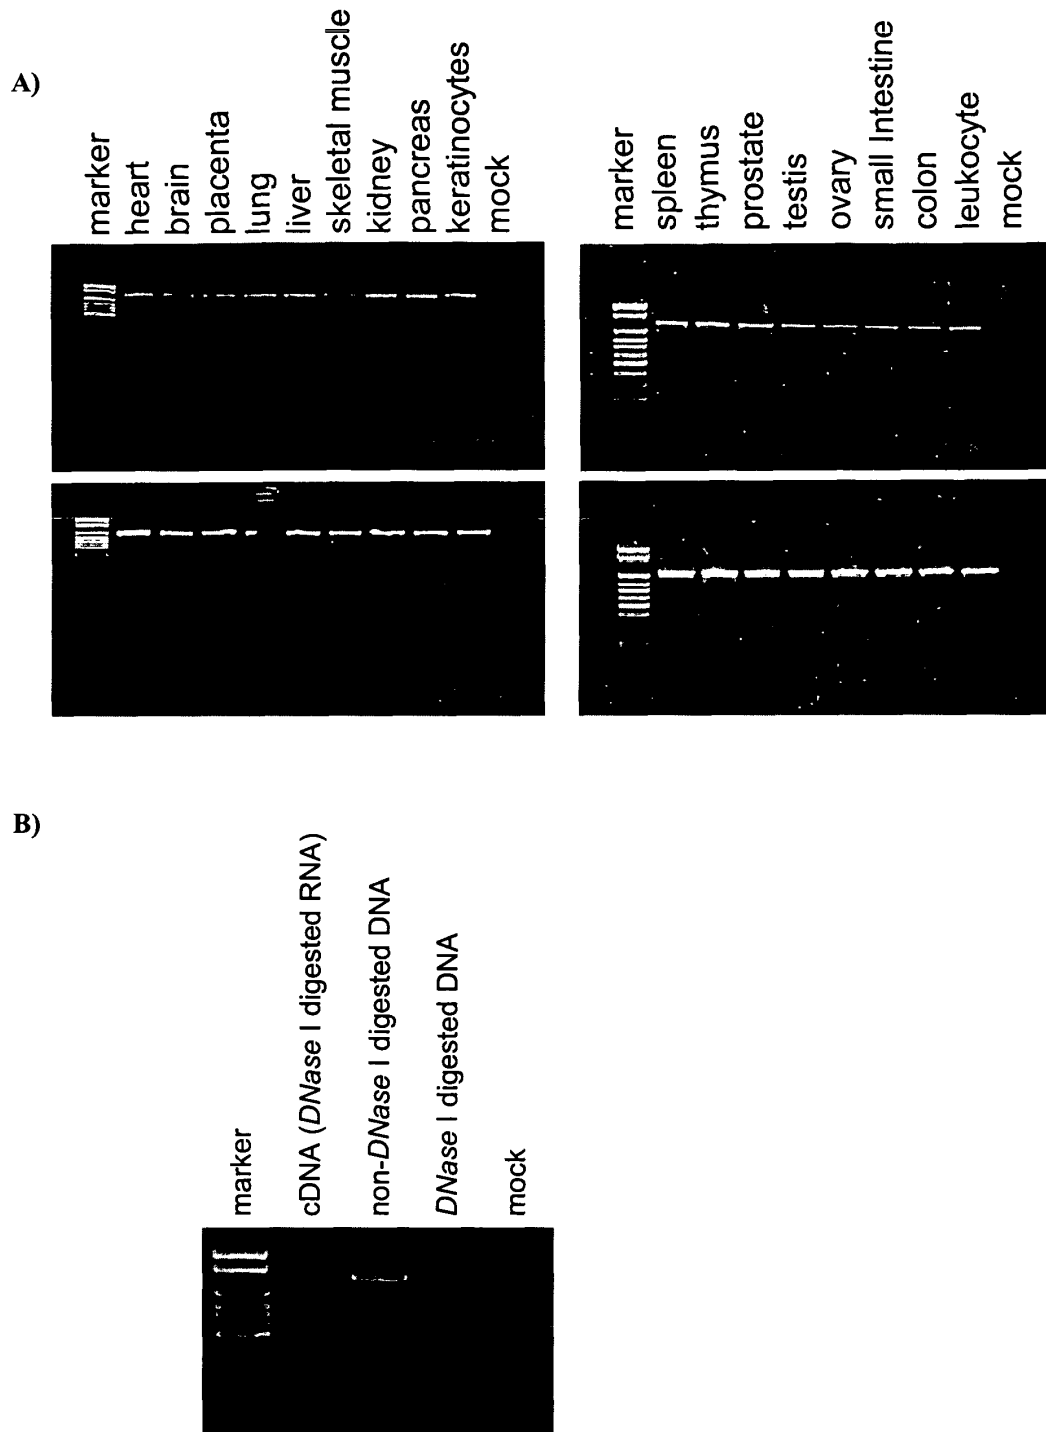 A)
marker
heart
brain
placenta
lung
liver
skeletal muscle
kidney
pancreas
keratinocytes
mock
marker
spleen
thymus
prostate
testis
ovary
small Intestine
colon
leukocyte
mock
B)
marker
cDNA (DNase I digested RNA)
non-DNase I digested DNA
DNase I digested DNA
mock